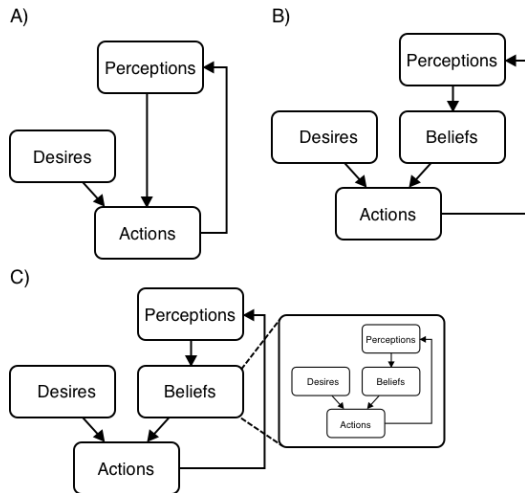 A)
Perceptions
Desires
Actions
B)
Perceptions
Desires
Beliefs
Actions
C)
Perceptions
Desires
Beliefs
Actions
Perceptions
Desires
Beliefs
Actions